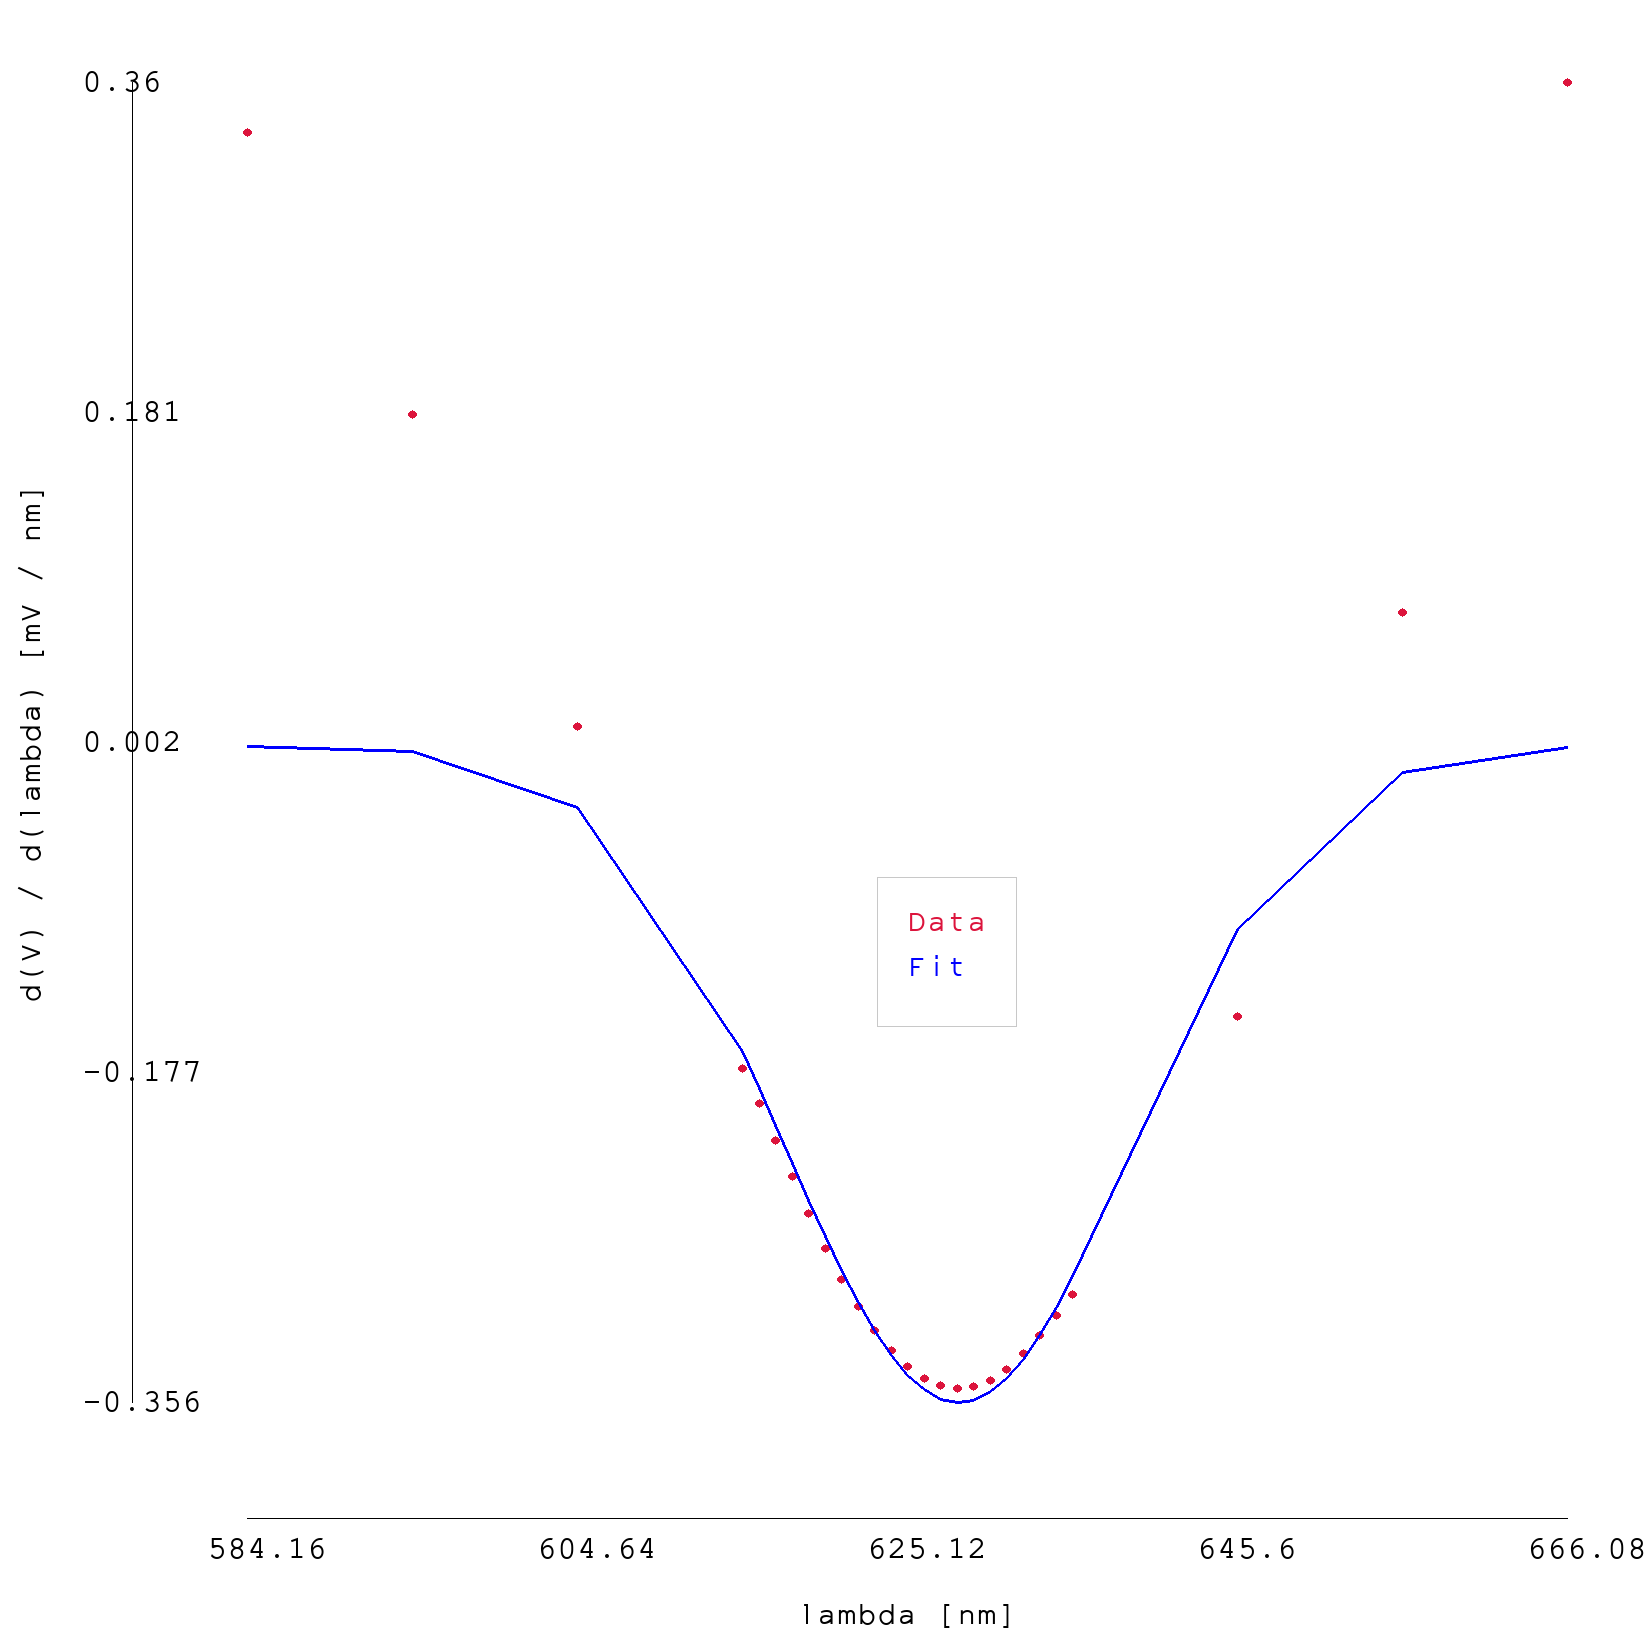 0.36
0.181
0.002
-0.177
-0.356
d(V) / d(lambda) [mV / nm]
Data
Fit
584.16
604.64
625.12
645.6
666.08
lambda [nm]